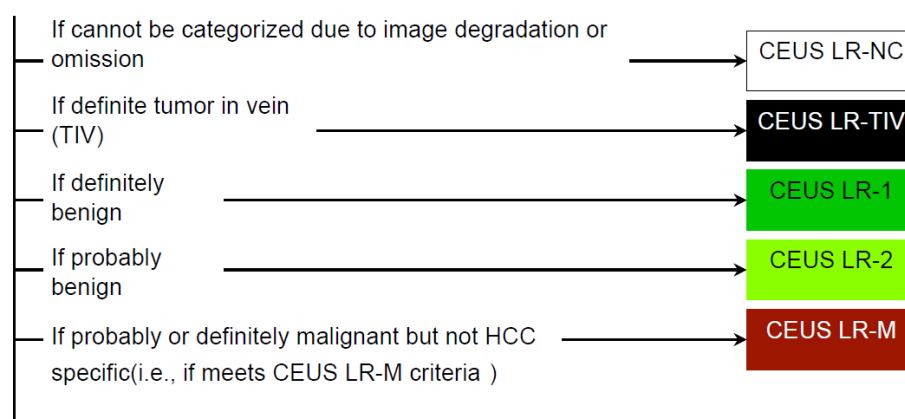 If cannot be categorized due to image degradation or
omission
CEUS LR-NC
If definite tumor in vein
(TIV)
CEUS LR-TIV
If definitely
benign
CEUS LR-1
If probably
benign
CEUS LR-2
If probably or definitely malignant but not HCC
specific(i.e., if meets CEUS LR-M criteria )
CEUS LR-M